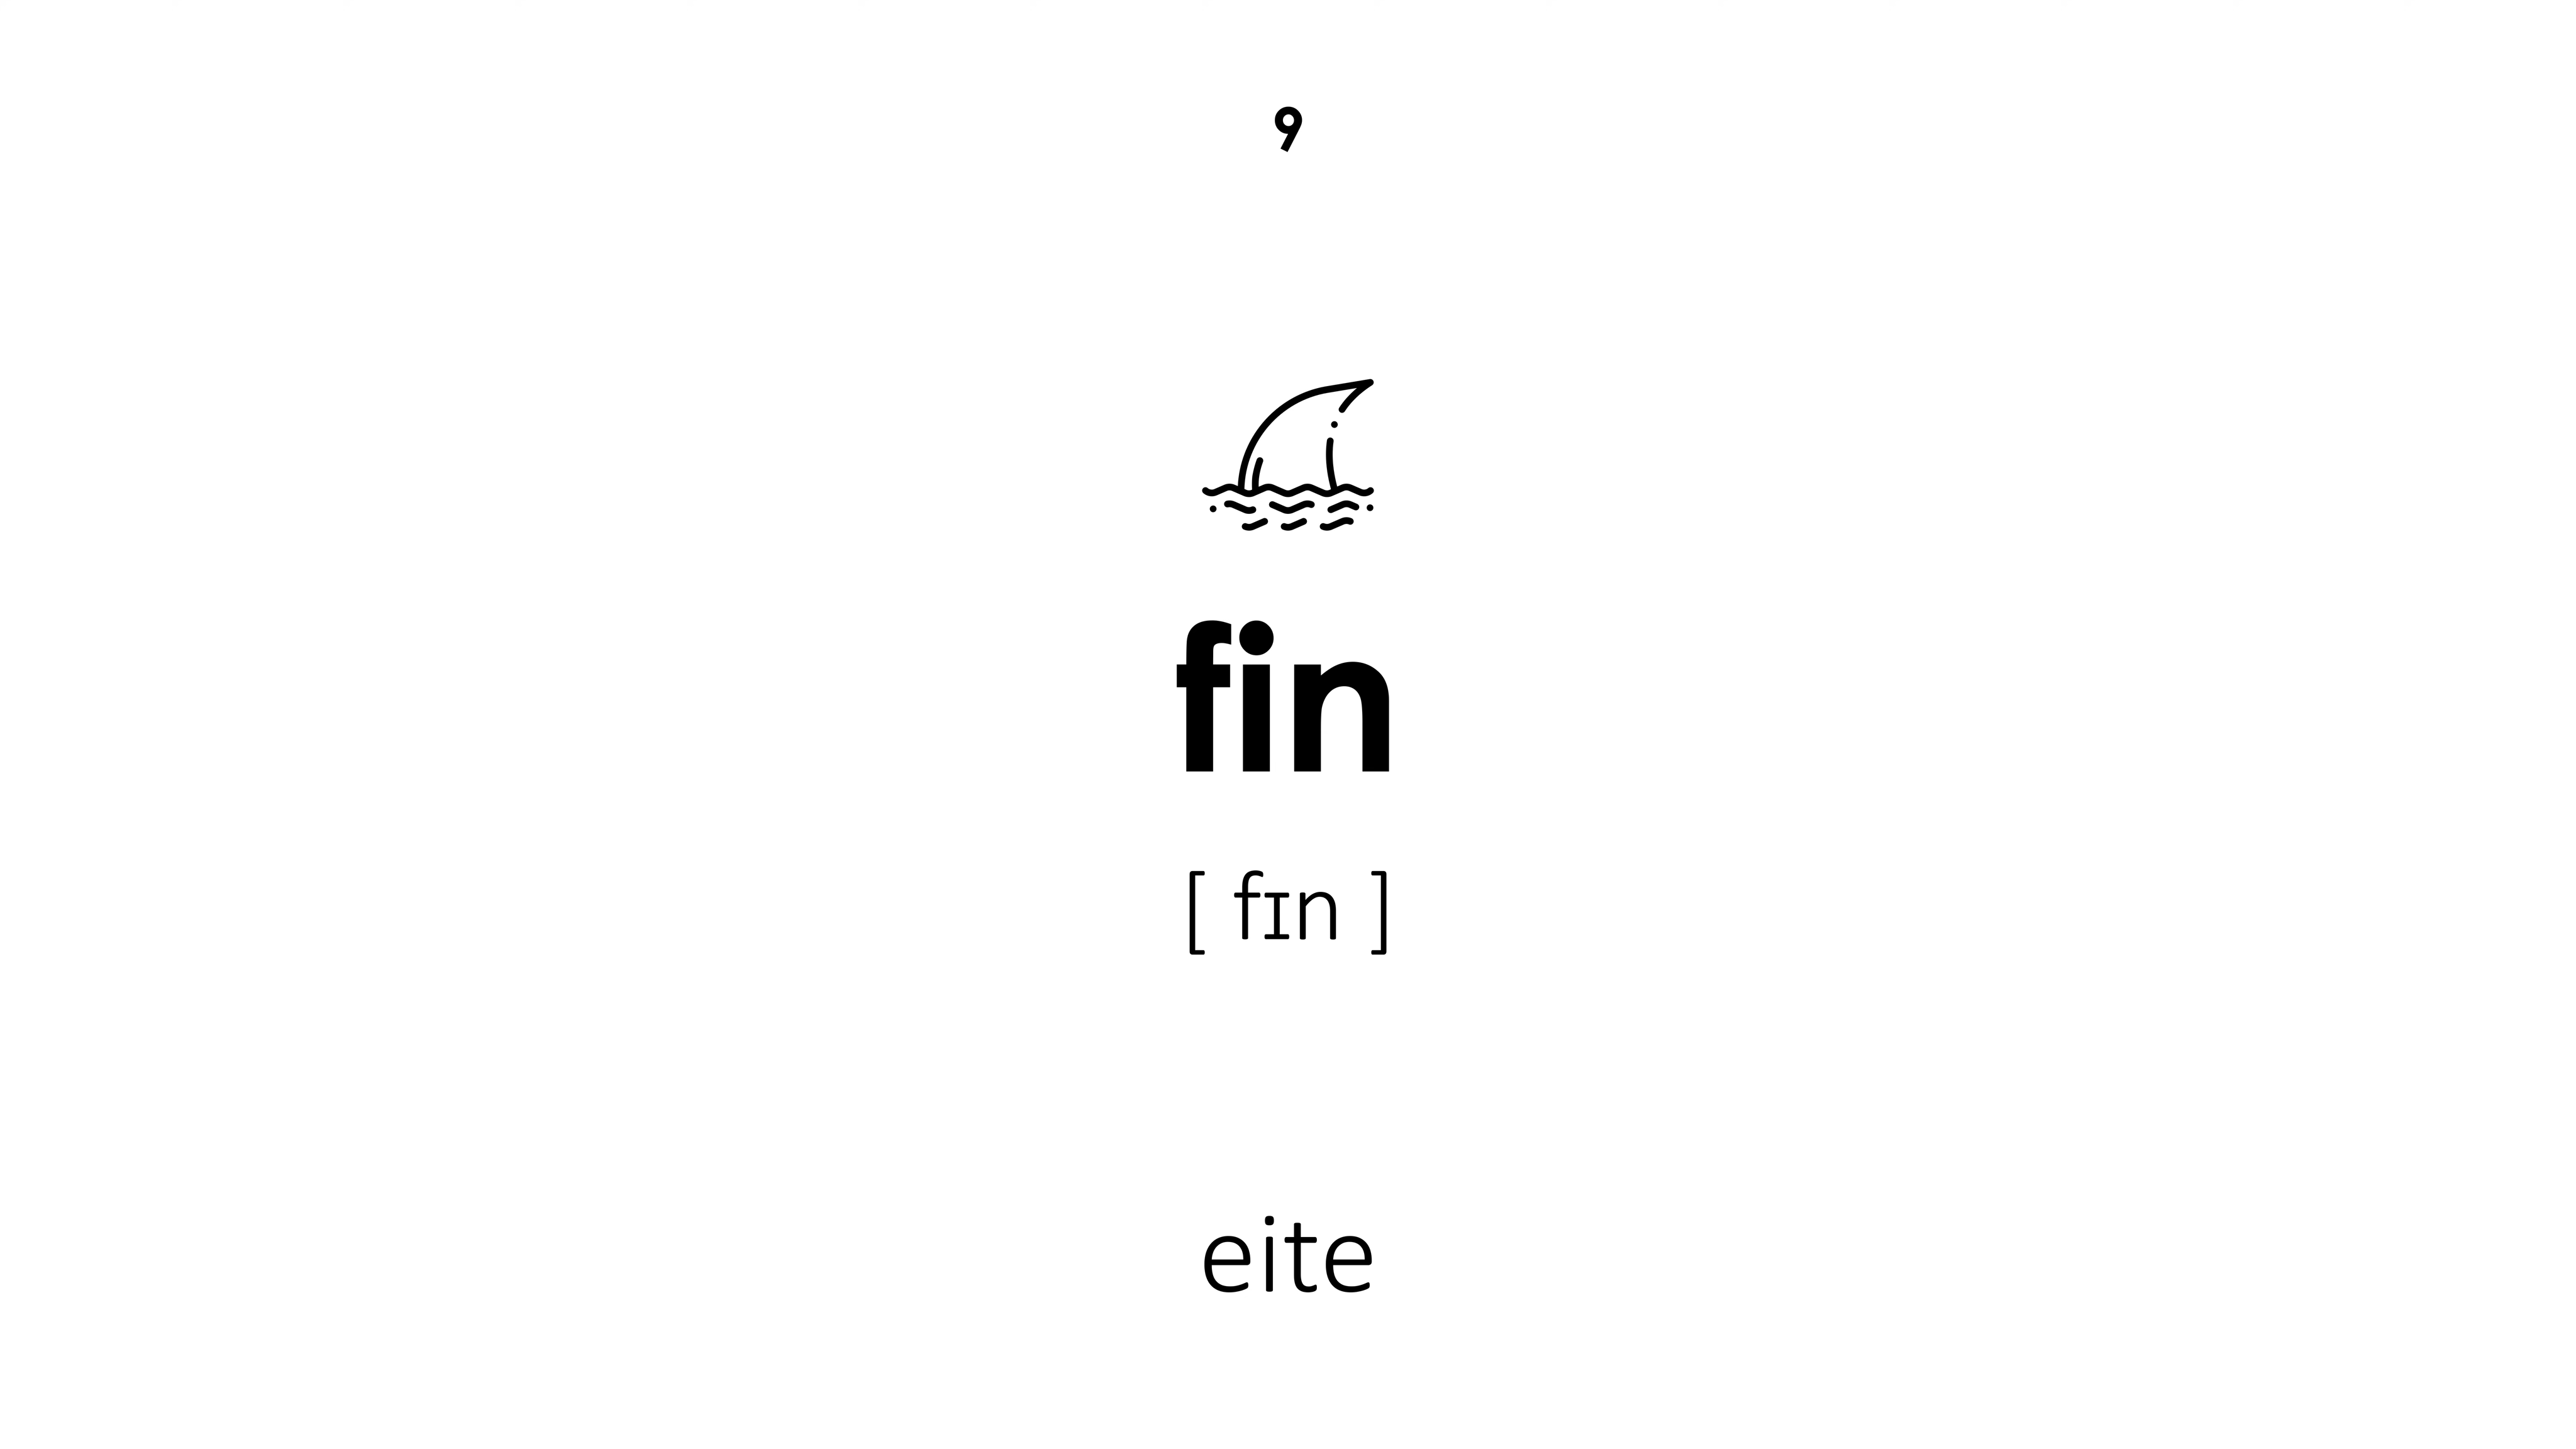 9
fin
[ fɪn ]
eite